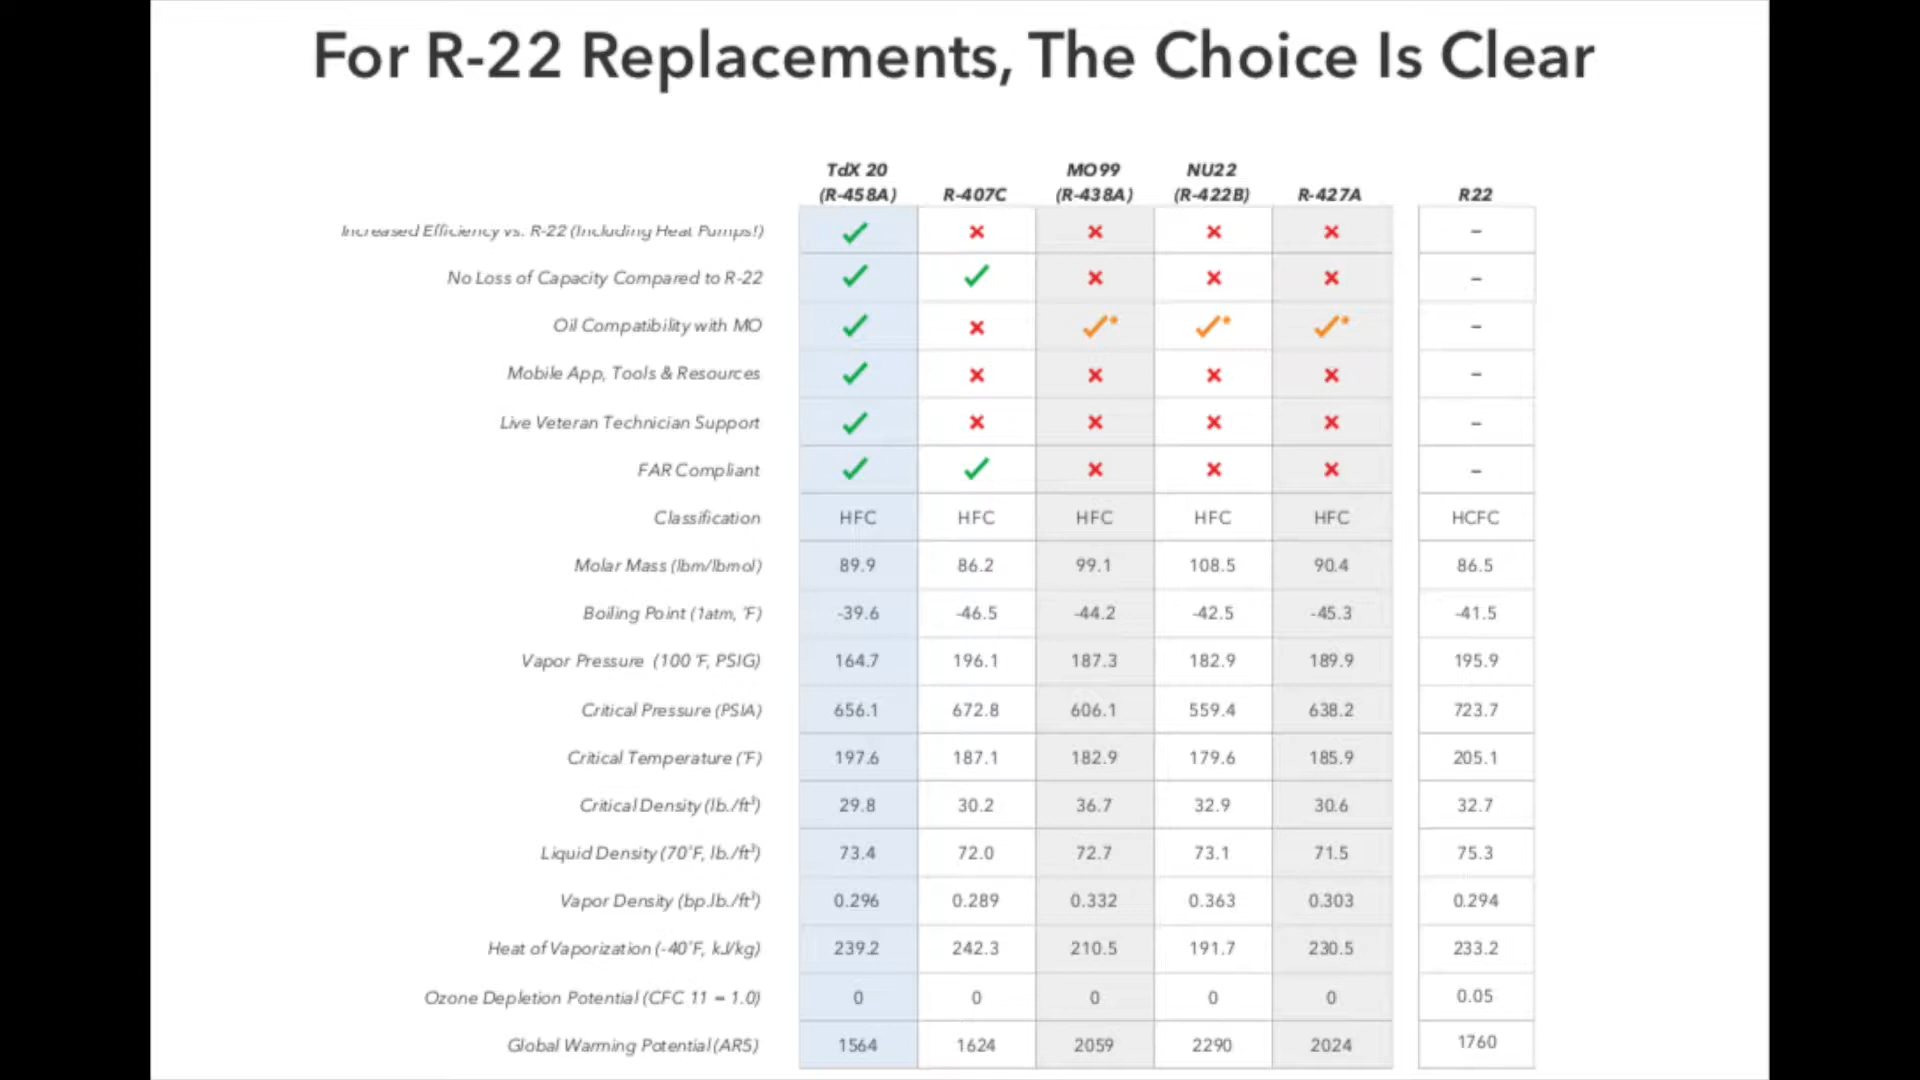 For R-22 Replacements, The Choice Is Clear
TdX 20 MO99 NU22
(R-458A) R-407C (R-438A) (R-422B) R-427A R22
Increased Efficiency vs. R-22 (Including Heat Pumps!) –
No Loss of Capacity Compared to R-22 –
Oil Compatibility with MO * * * –
Mobile App, Tools & Resources –
Live Veteran Technician Support –
FAR Compliant –
Classification HFC HFC HFC HFC HFC HCFC
Molar Mass (lbm/lbmol) 89.9 86.2 99.1 108.5 90.4 86.5
Boiling Point (1atm, °F) -39.6 -46.5 -44.2 -42.5 -45.3 -41.5
Vapor Pressure (100 °F, PSIG) 164.7 196.1 187.3 182.9 189.9 195.9
Critical Pressure (PSIA) 656.1 672.8 606.1 559.4 638.2 723.7
Critical Temperature (°F) 197.6 187.1 182.9 179.6 185.9 205.1
Critical Density (lb./ft³) 29.8 30.2 36.7 32.9 30.6 32.7
Liquid Density (70°F, lb./ft³) 73.4 72.0 72.7 73.1 71.5 75.3
Vapor Density (bp.lb./ft³) 0.296 0.289 0.332 0.363 0.303 0.294
Heat of Vaporization (-40°F, kJ/kg) 239.2 242.3 210.5 191.7 230.5 233.2
Ozone Depletion Potential (CFC 11 = 1.0) 0 0 0 0 0 0.05
Global Warming Potential (AR5) 1564 1624 2059 2290 2024 1760